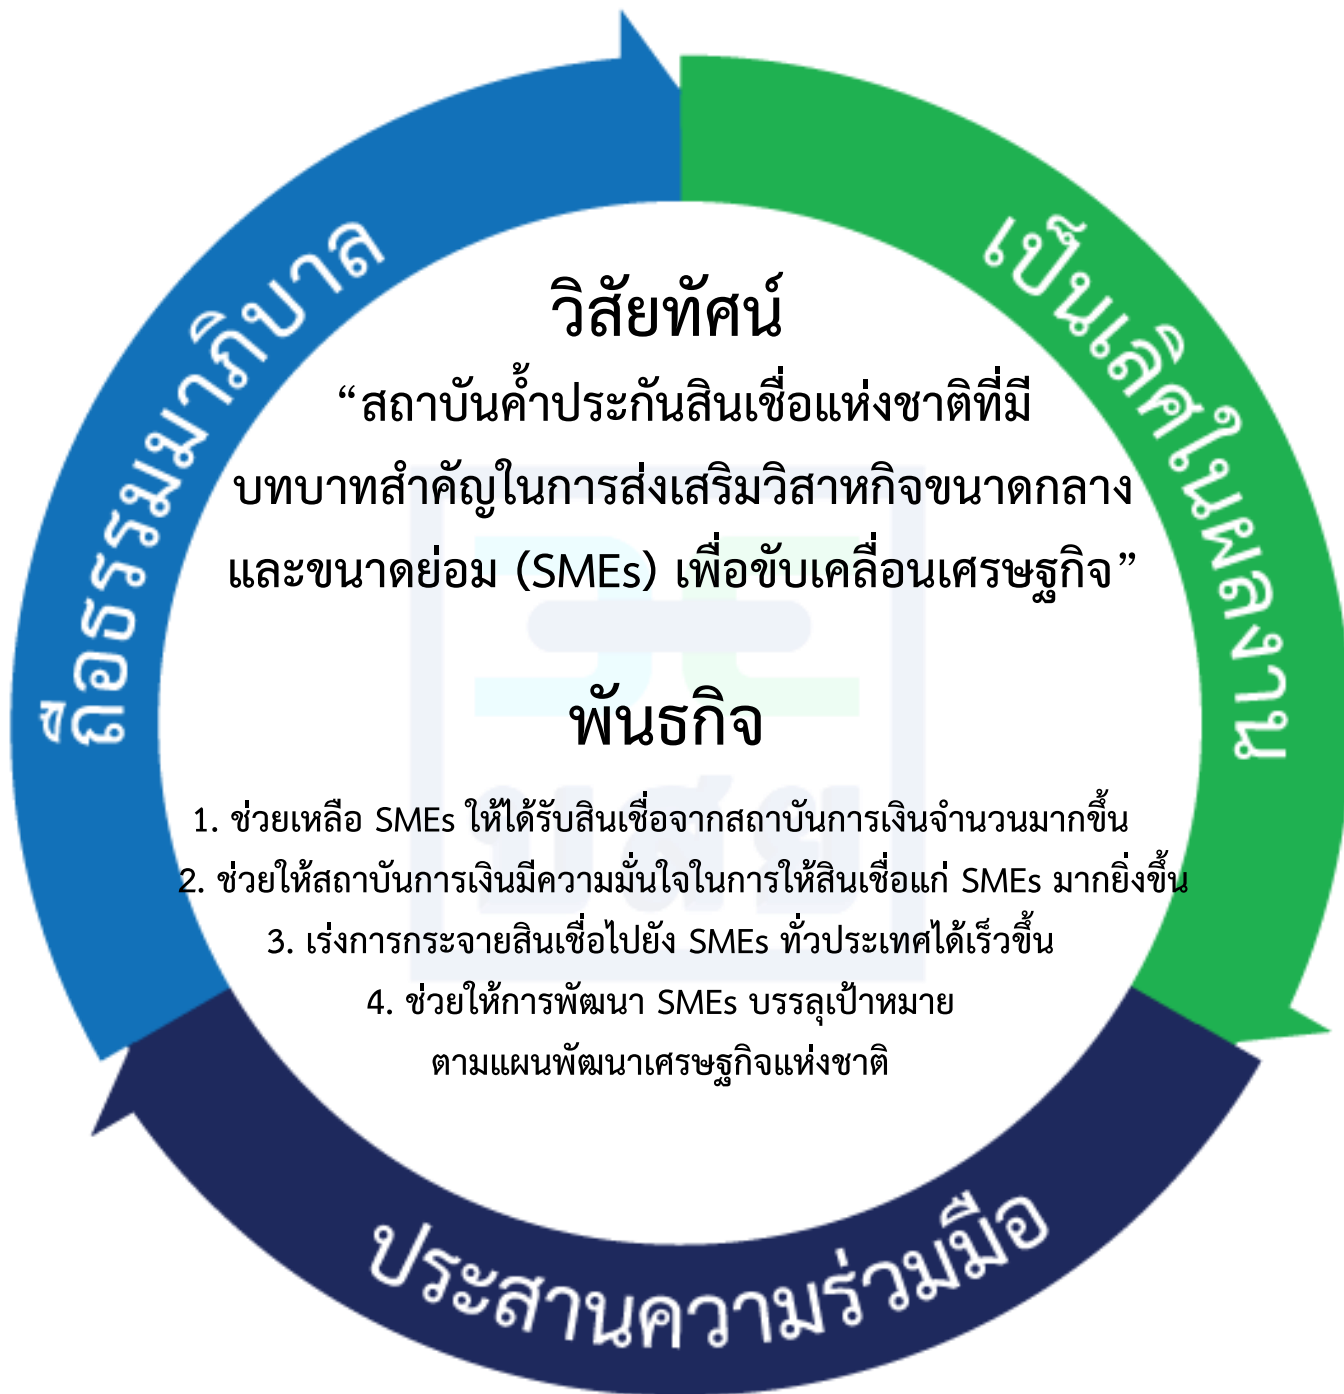 ถือธรรมมาภิบาล
เป็นเลิศในผลงาน
วิสัยทัศน์
“สถาบันค้ำประกันสินเชื่อแห่งชาติที่มี
บทบาทสำคัญในการส่งเสริมวิสาหกิจขนาดกลาง
และขนาดย่อม (SMEs) เพื่อขับเคลื่อนเศรษฐกิจ”
พันธกิจ
บสย
1. ช่วยเหลือ SMEs ให้ได้รับสินเชื่อจากสถาบันการเงินจำนวนมากขึ้น
2. ช่วยให้สถาบันการเงินมีความมั่นใจในการให้สินเชื่อแก่ SMEs มากยิ่งขึ้น
3. เร่งการกระจายสินเชื่อไปยัง SMEs ทั่วประเทศได้เร็วขึ้น
4. ช่วยให้การพัฒนา SMEs บรรลุเป้าหมาย
ตามแผนพัฒนาเศรษฐกิจแห่งชาติ
ประสานความร่วมมือ